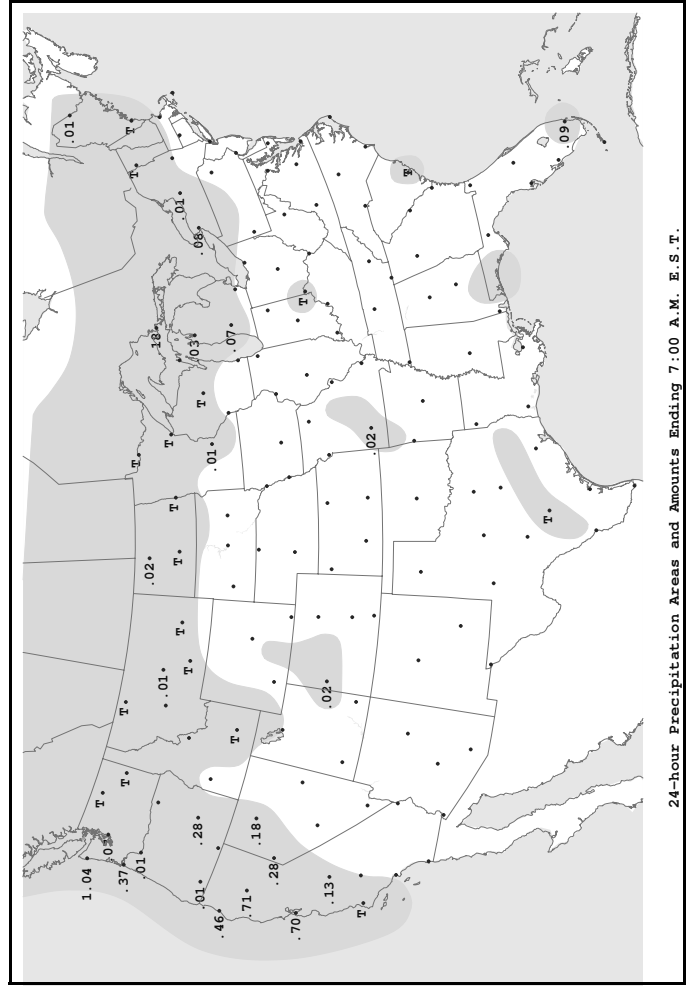 .01
1.04
T
0
.37
T
T
T
T
T
.01
.02
.18
.01
T
T
T
.01
T
T
.03
.28
.08
.01
T
.01
.46
.07
T
.71
.18
.28
.70
T
.02
.13
T
.02
T
T
.09
24-hour Precipitation Areas and Amounts Ending 7:00 A.M. E.S.T.